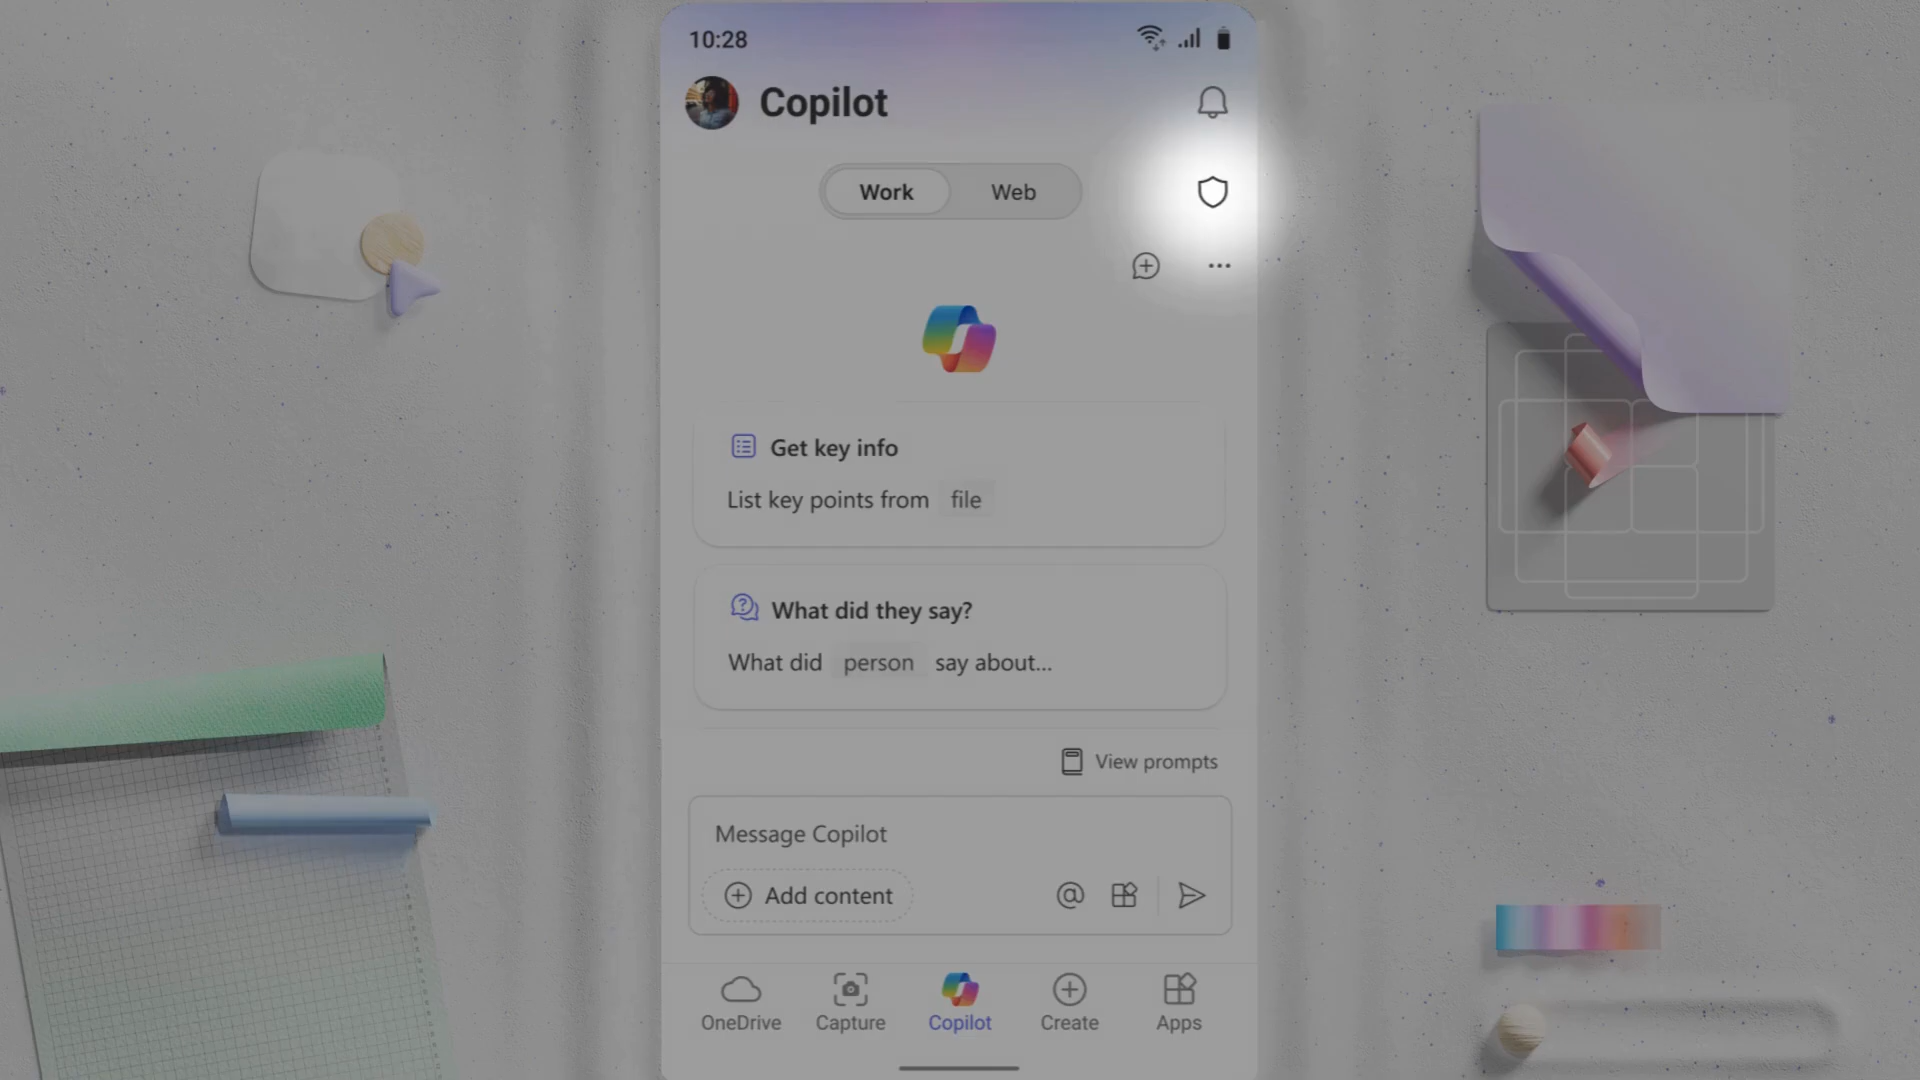 10:28
Copilot
Work
Web
Get key info
List key points from file
What did they say?
What did person say about...
View prompts
Message Copilot
Add content
OneDrive
Capture
Copilot
Create
Apps